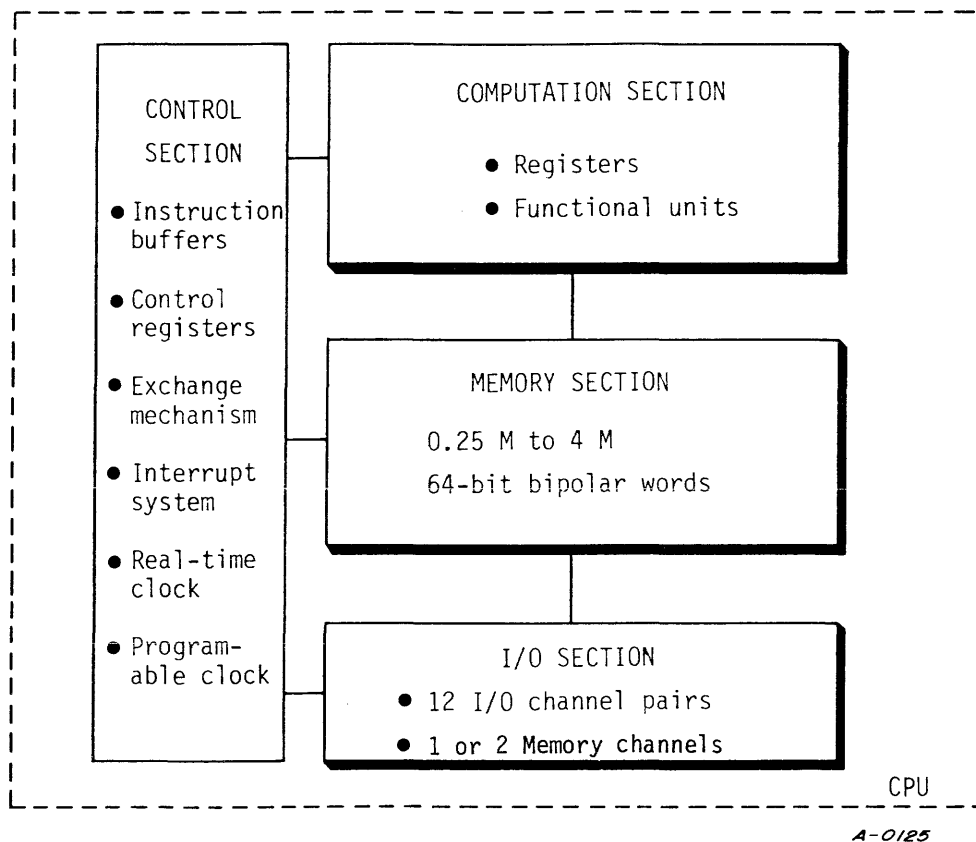 CONTROL
SECTION
● Instruction
buffers
● Control
registers
● Exchange
mechanism
● Interrupt
system
● Real-time
clock
● Program-
able clock
COMPUTATION SECTION
● Registers
● Functional units
MEMORY SECTION
0.25 M to 4 M
64-bit bipolar words
I/O SECTION
● 12 I/O channel pairs
● 1 or 2 Memory channels
CPU
A-0125